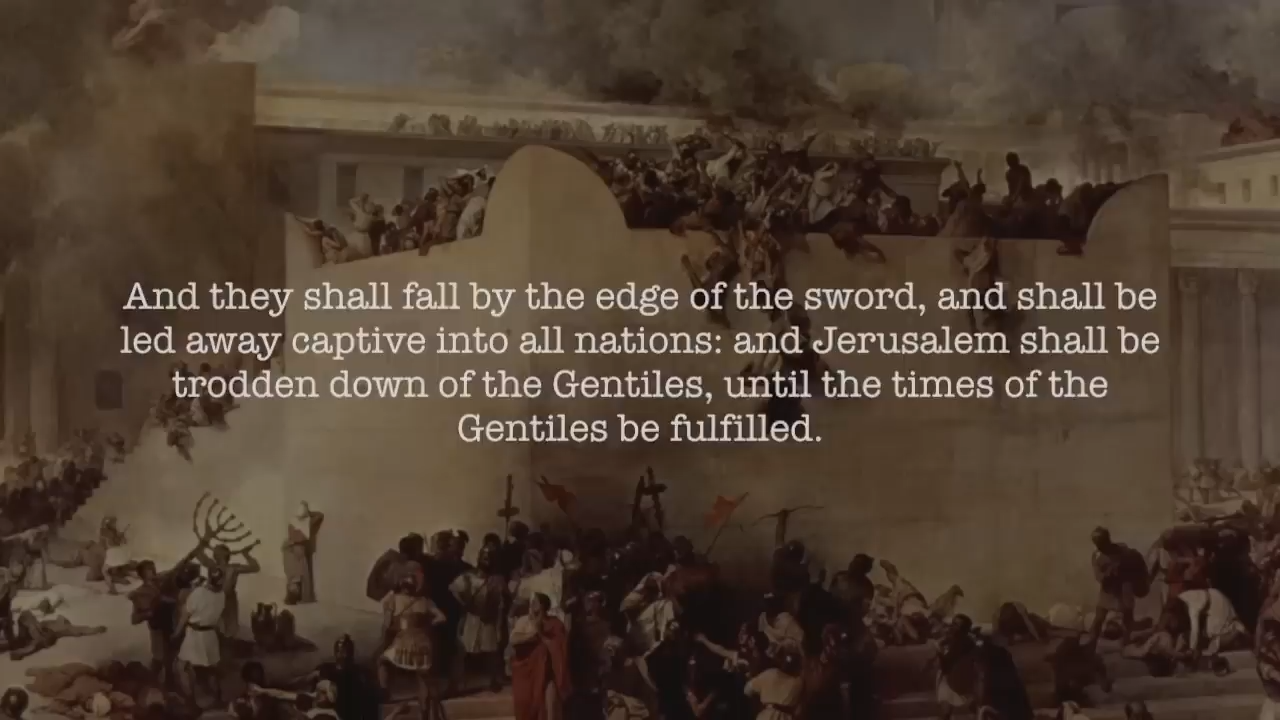 And they shall fall by the edge of the sword, and shall be
led away captive into all nations: and Jerusalem shall be
trodden down of the Gentiles, until the times of the
Gentiles be fulfilled.